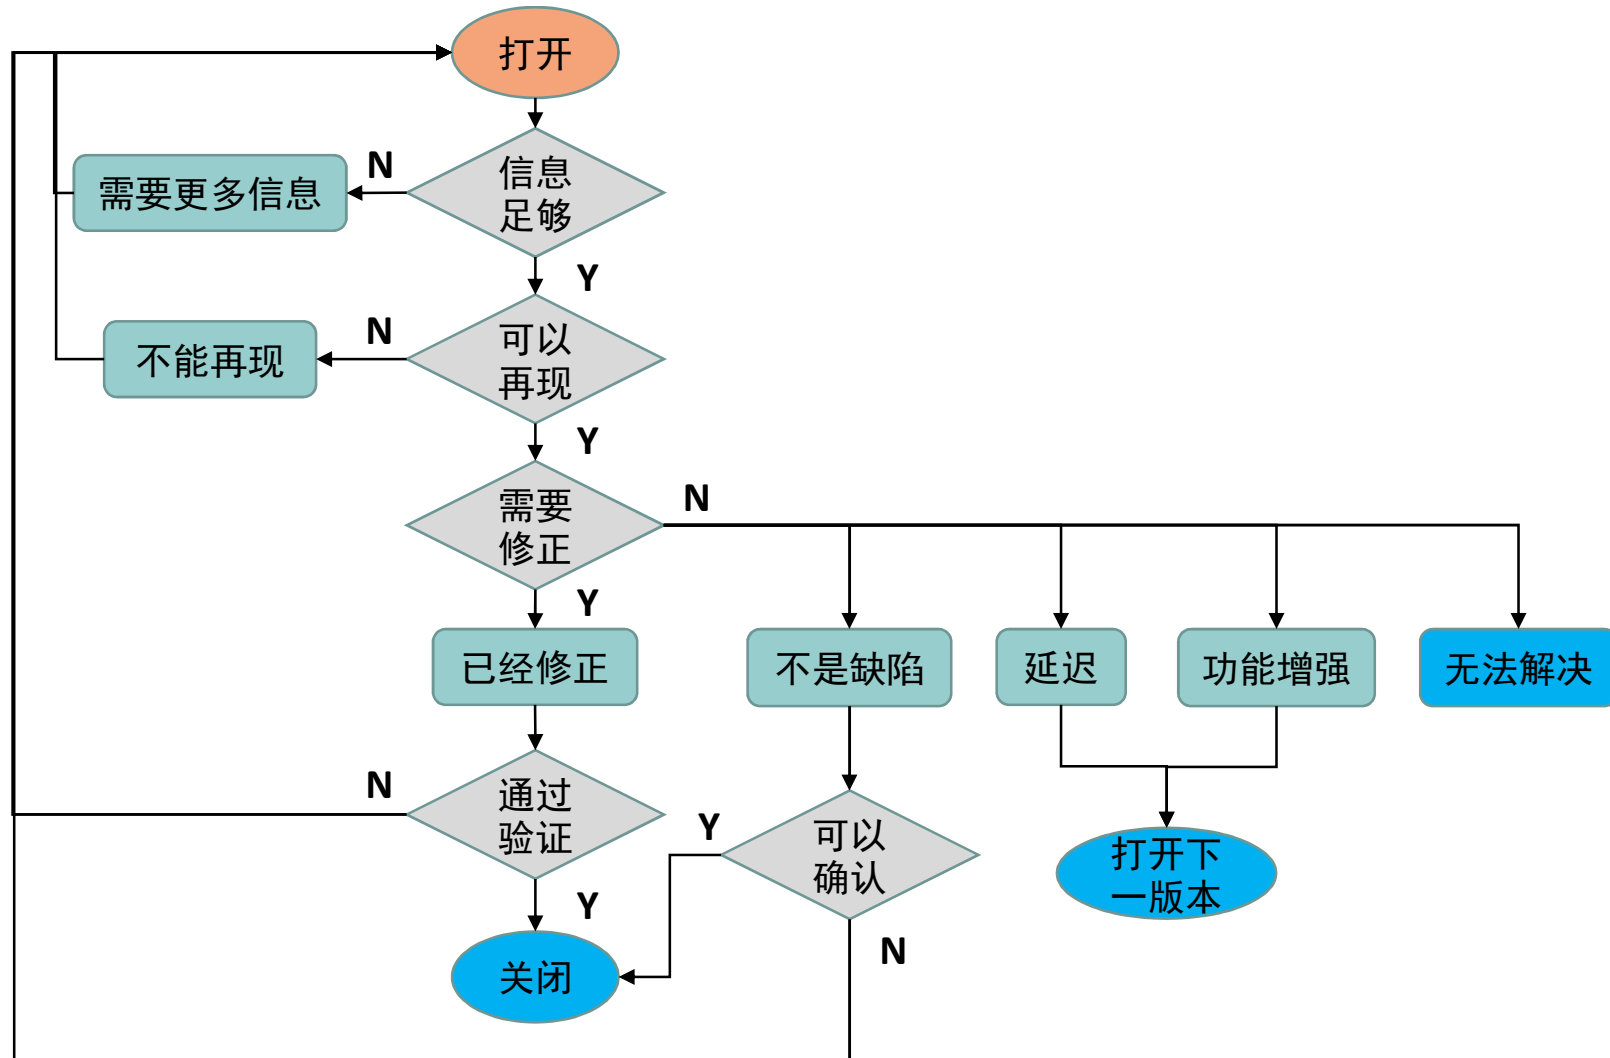 打开
N
信息
足够
需要更多信息
Y
N
可以
再现
不能再现
Y
需要
修正
N
Y
已经修正
不是缺陷
延迟
功能增强
无法解决
N
通过
验证
Y
可以
确认
打开下
一版本
Y
N
关闭